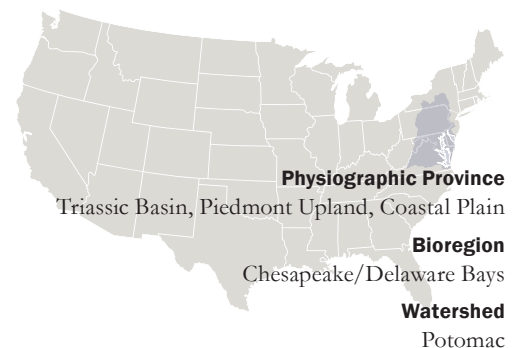 Physiographic Province
Triassic Basin, Piedmont Upland, Coastal Plain
Bioregion
Chesapeake/Delaware Bays
Watershed
Potomac